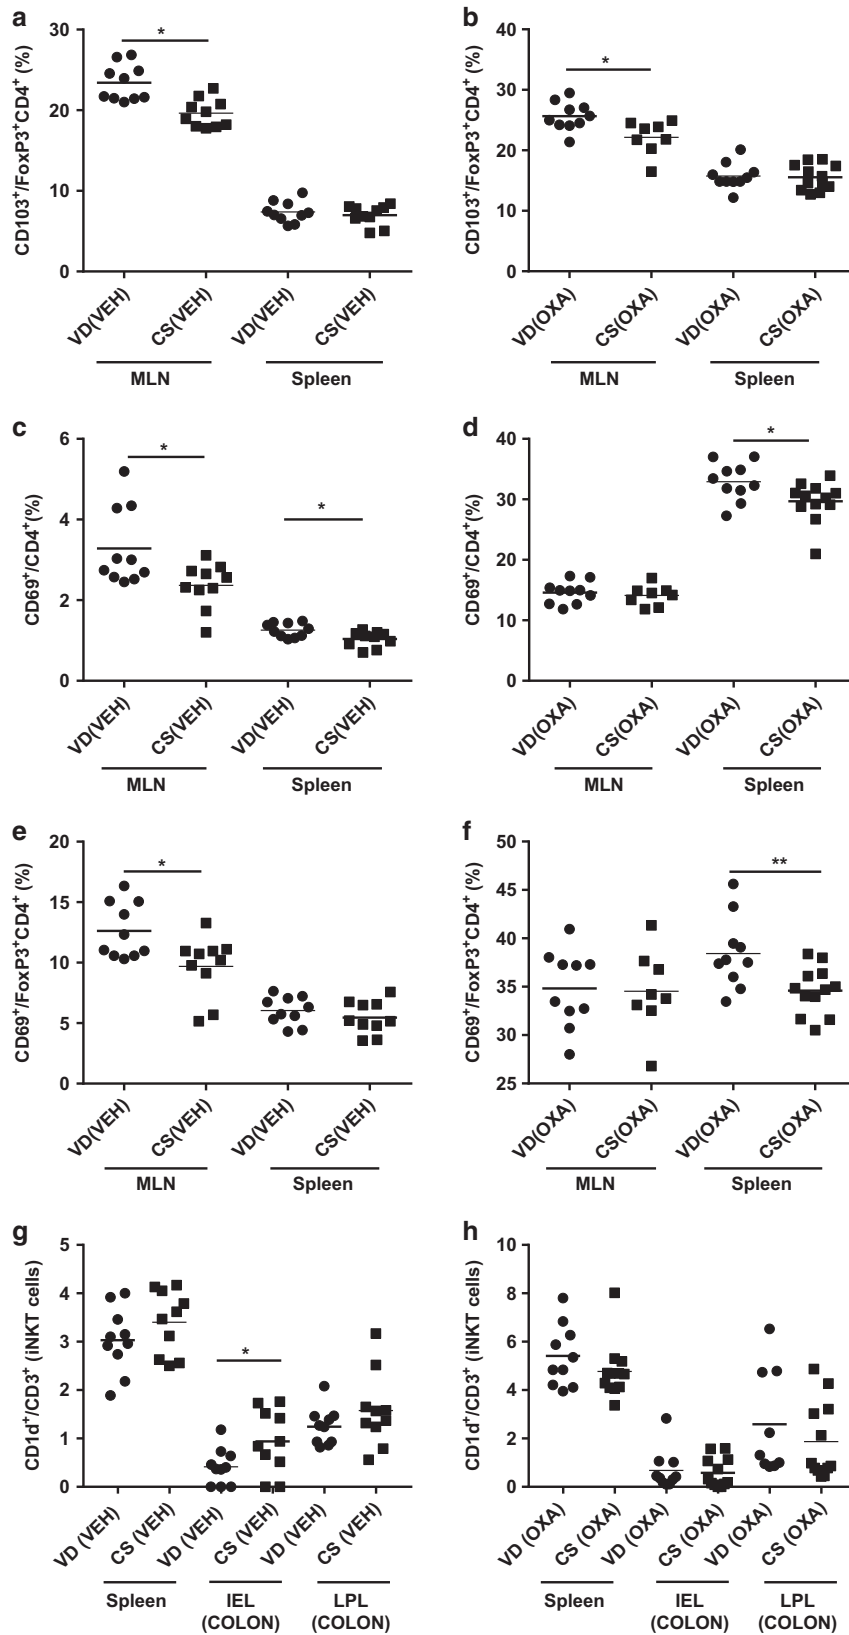 a
CD103⁺/FoxP3⁺CD4⁺ (%)
30
20
10
0
*
VD(VEH)
CS(VEH)
VD(VEH)
CS(VEH)
MLN
Spleen
b
CD103⁺/FoxP3⁺CD4⁺ (%)
40
30
20
10
0
*
VD(OXA)
CS(OXA)
VD(OXA)
CS(OXA)
MLN
Spleen
c
CD69⁺/CD4⁺(%)
6
4
2
0
*
*
VD(VEH)
CS(VEH)
VD(VEH)
CS(VEH)
MLN
Spleen
d
CD69⁺/CD4⁺(%)
40
30
20
10
0
*
VD(OXA)
CS(OXA)
VD(OXA)
CS(OXA)
MLN
Spleen
e
CD69⁺/FoxP3⁺CD4⁺ (%)
20
15
10
5
0
*
VD(VEH)
CS(VEH)
VD(VEH)
CS(VEH)
MLN
Spleen
f
CD69⁺/FoxP3⁺CD4⁺ (%)
50
45
40
35
30
25
**
VD(OXA)
CS(OXA)
VD(OXA)
CS(OXA)
MLN
Spleen
g
CD1d⁺/CD3⁺ (iNKT cells)
5
4
3
2
1
0
*
VD (VEH)
CS (VEH)
VD (VEH)
CS (VEH)
VD (VEH)
CS (VEH)
Spleen
IEL
(COLON)
LPL
(COLON)
h
CD1d⁺/CD3⁺ (iNKT cells)
10
8
6
4
2
0
VD (OXA)
CS (OXA)
VD (OXA)
CS (OXA)
VD (OXA)
CS (OXA)
Spleen
IEL
(COLON)
LPL
(COLON)